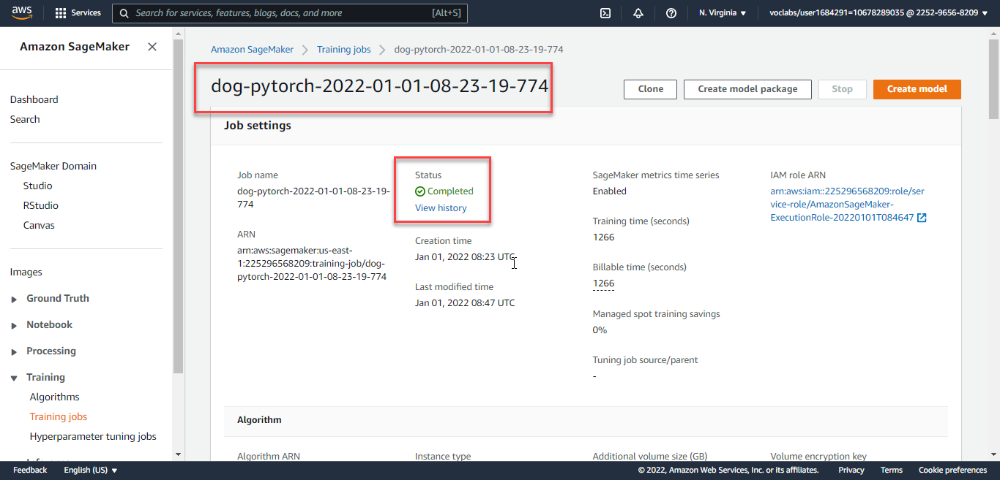 aws
Services
Search for services, features, blogs, docs, and more
[Alt+S]
N. Virginia
voclabs/user1684291=10678289035 @ 2252-9656-8209
Amazon SageMaker
Dashboard
Search
SageMaker Domain
Studio
RStudio
Canvas
Images
Ground Truth
Notebook
Processing
Training
Algorithms
Training jobs
Hyperparameter tuning jobs
Amazon SageMaker
Training jobs
dog-pytorch-2022-01-01-08-23-19-774
dog-pytorch-2022-01-01-08-23-19-774
Clone
Create model package
Stop
Create model
Job settings
Job name
dog-pytorch-2022-01-01-08-23-19-
774
ARN
arn:aws:sagemaker:us-east-
1:225296568209:training-job/dog-
pytorch-2022-01-01-08-23-19-774
Status
Completed
View history
Creation time
Jan 01, 2022 08:23 UTC
Last modified time
Jan 01, 2022 08:47 UTC
SageMaker metrics time series
Enabled
Training time (seconds)
1266
Billable time (seconds)
1266
Managed spot training savings
0%
Tuning job source/parent
-
IAM role ARN
arn:aws:iam::225296568209:role/ser
vice-role/AmazonSageMaker-
ExecutionRole-20220101T084647
Algorithm
Algorithm ARN
Instance type
Additional volume size (GB)
Volume encryption key
Feedback
English (US)
© 2022, Amazon Web Services, Inc. or its affiliates.
Privacy
Terms
Cookie preferences